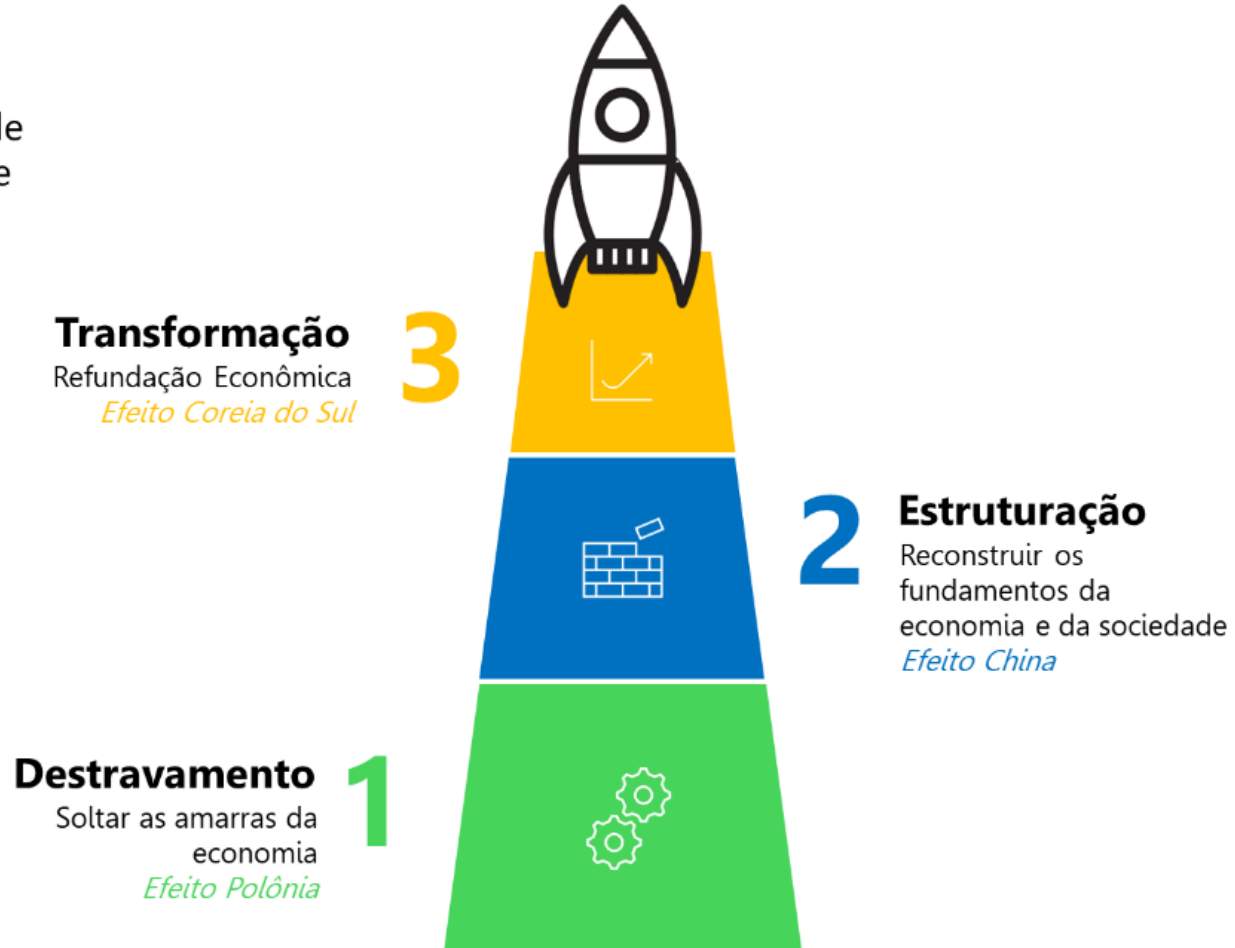 Transformação
Refundação Econômica
Efeito Coreia do Sul
3
2
Estruturação
Reconstruir os
fundamentos da
economia e da sociedade
Efeito China
Destravamento
Soltar as amarras da
economia
Efeito Polônia
1